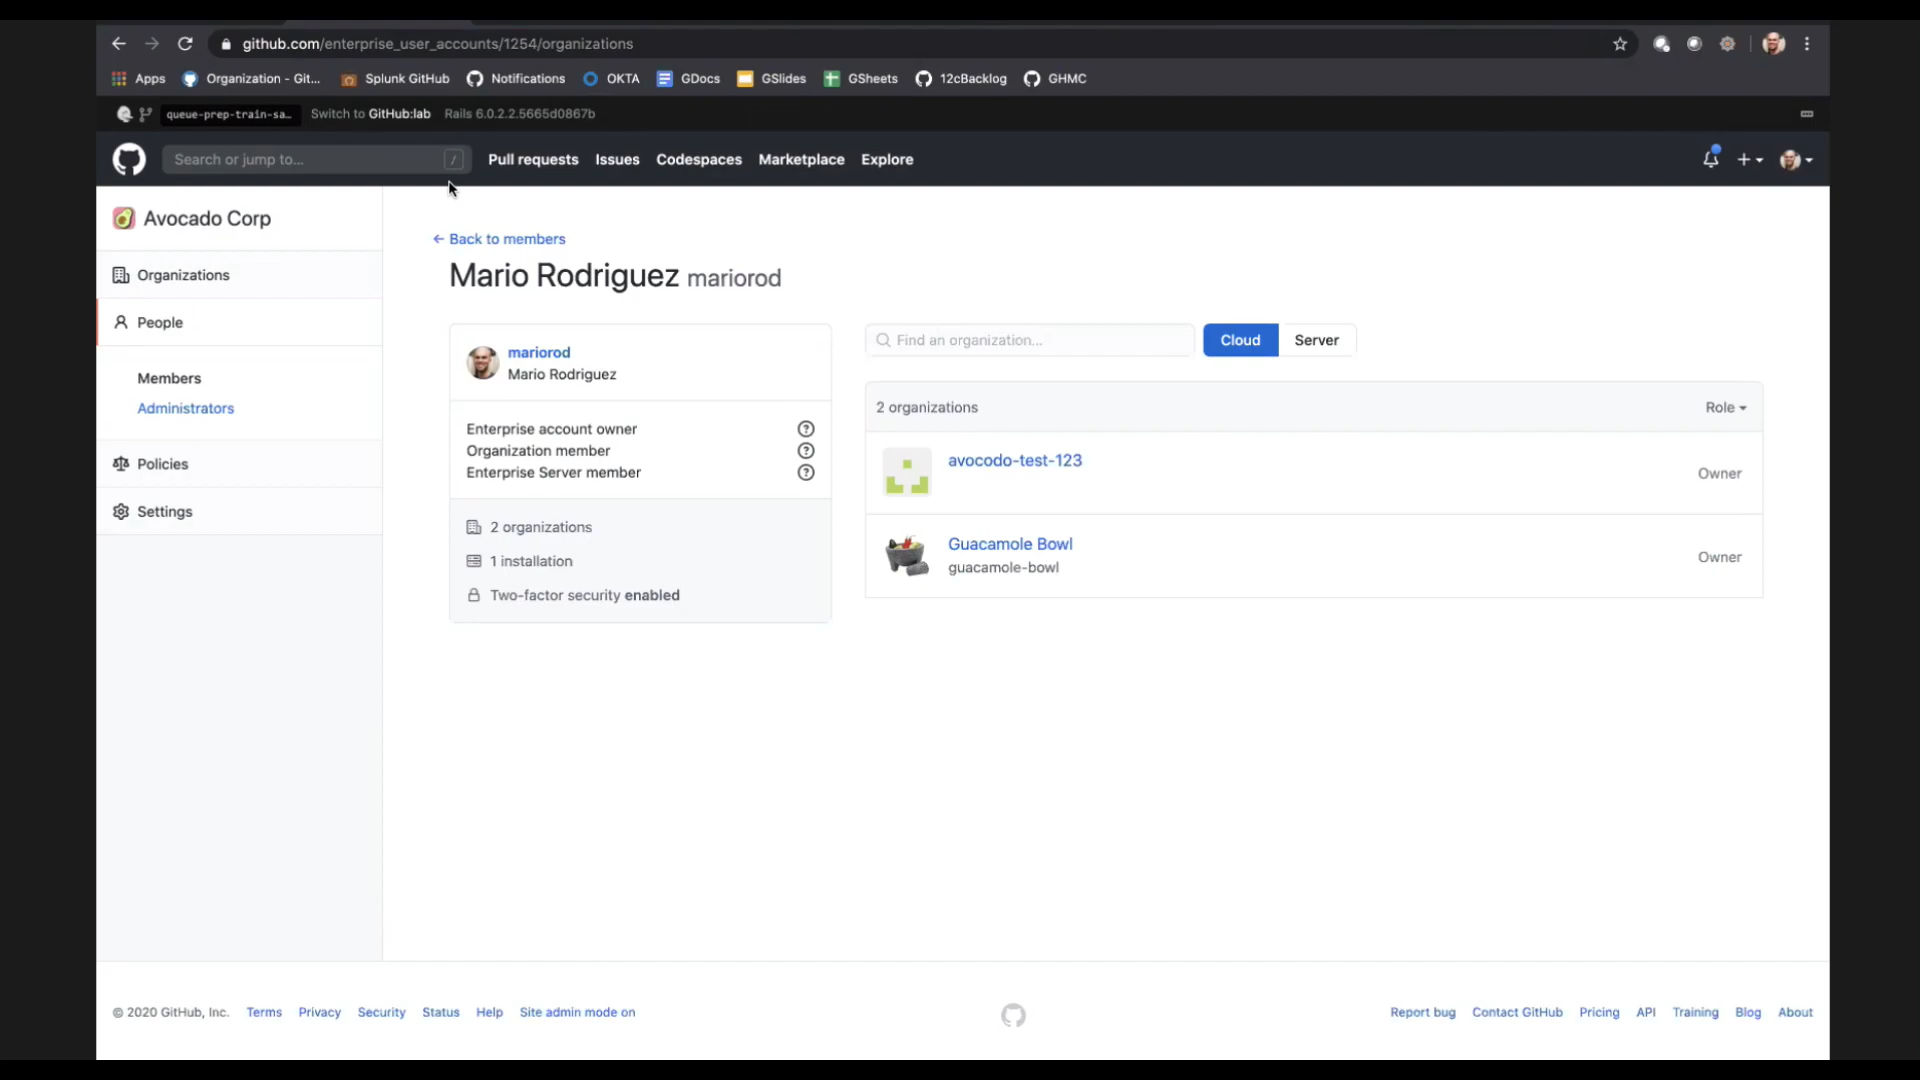 github.com/enterprise_user_accounts/1254/organizations
Apps Organization - Git... Splunk GitHub Notifications OKTA GDocs GSlides GSheets 12cBacklog GHMC
queue-prep-train-sa… Switch to GitHub:lab Rails 6.0.2.2.5665d0867b
Search or jump to... / Pull requests Issues Codespaces Marketplace Explore
Avocado Corp
Organizations
People
Members
Administrators
Policies
Settings
← Back to members
Mario Rodriguez mariorod
mariorod
Mario Rodriguez
Enterprise account owner
Organization member
Enterprise Server member
2 organizations
1 installation
Two-factor security enabled
Find an organization... Cloud Server
2 organizations Role
avocodo-test-123
Owner
Guacamole Bowl
guacamole-bowl
Owner
© 2020 GitHub, Inc. Terms Privacy Security Status Help Site admin mode on Report bug Contact GitHub Pricing API Training Blog About